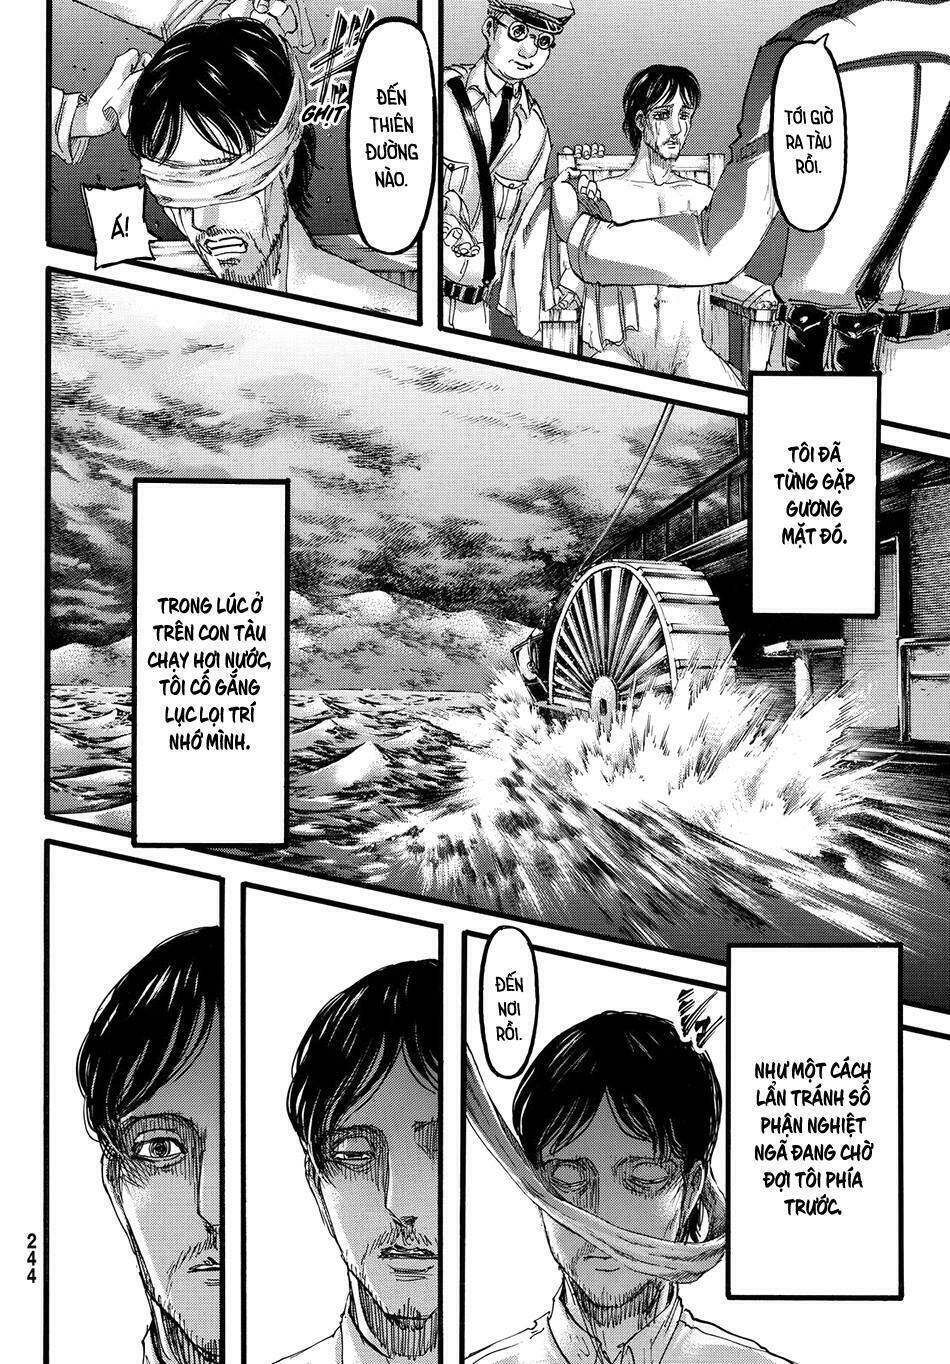 TỚI GIỜ
RA TÀU
RỒI.
ĐẾN
THIÊN
ĐƯỜNG
NÀO.
GHỊT
Á!
TÔI ĐÃ
TỪNG GẶP
GƯƠNG
MẶT ĐÓ.
TRONG LÚC Ở
TRÊN CON TÀU
CHẠY HƠI NƯỚC,
TÔI CỐ GẮNG
LỤC LỌI TRÍ
NHỚ MÌNH.
NHƯ MỘT CÁCH
LẨN TRÁNH SỐ
PHẬN NGHIỆT
NGÃ ĐANG CHỜ
ĐỢI TÔI PHÍA
TRƯỚC.
ĐẾN
NƠI
RỒI.
244